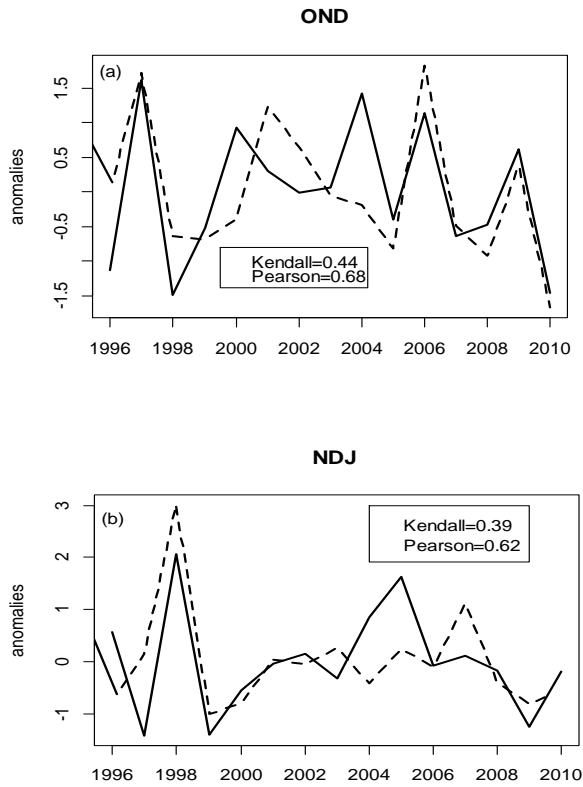 OND
(a)
1.5
0.5
-0.5
-1.5
anomalies
Kendall=0.44
Pearson=0.68
1996 1998 2000 2002 2004 2006 2008 2010
NDJ
(b)
3
2
1
0
-1
anomalies
Kendall=0.39
Pearson=0.62
1996 1998 2000 2002 2004 2006 2008 2010